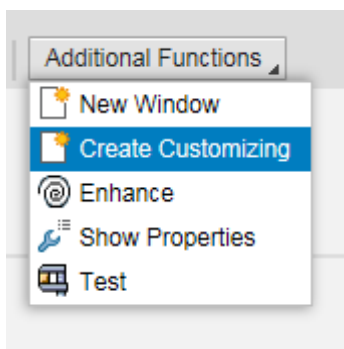 Additional Functions
New Window
Create Customizing
Enhance
Show Properties
Test